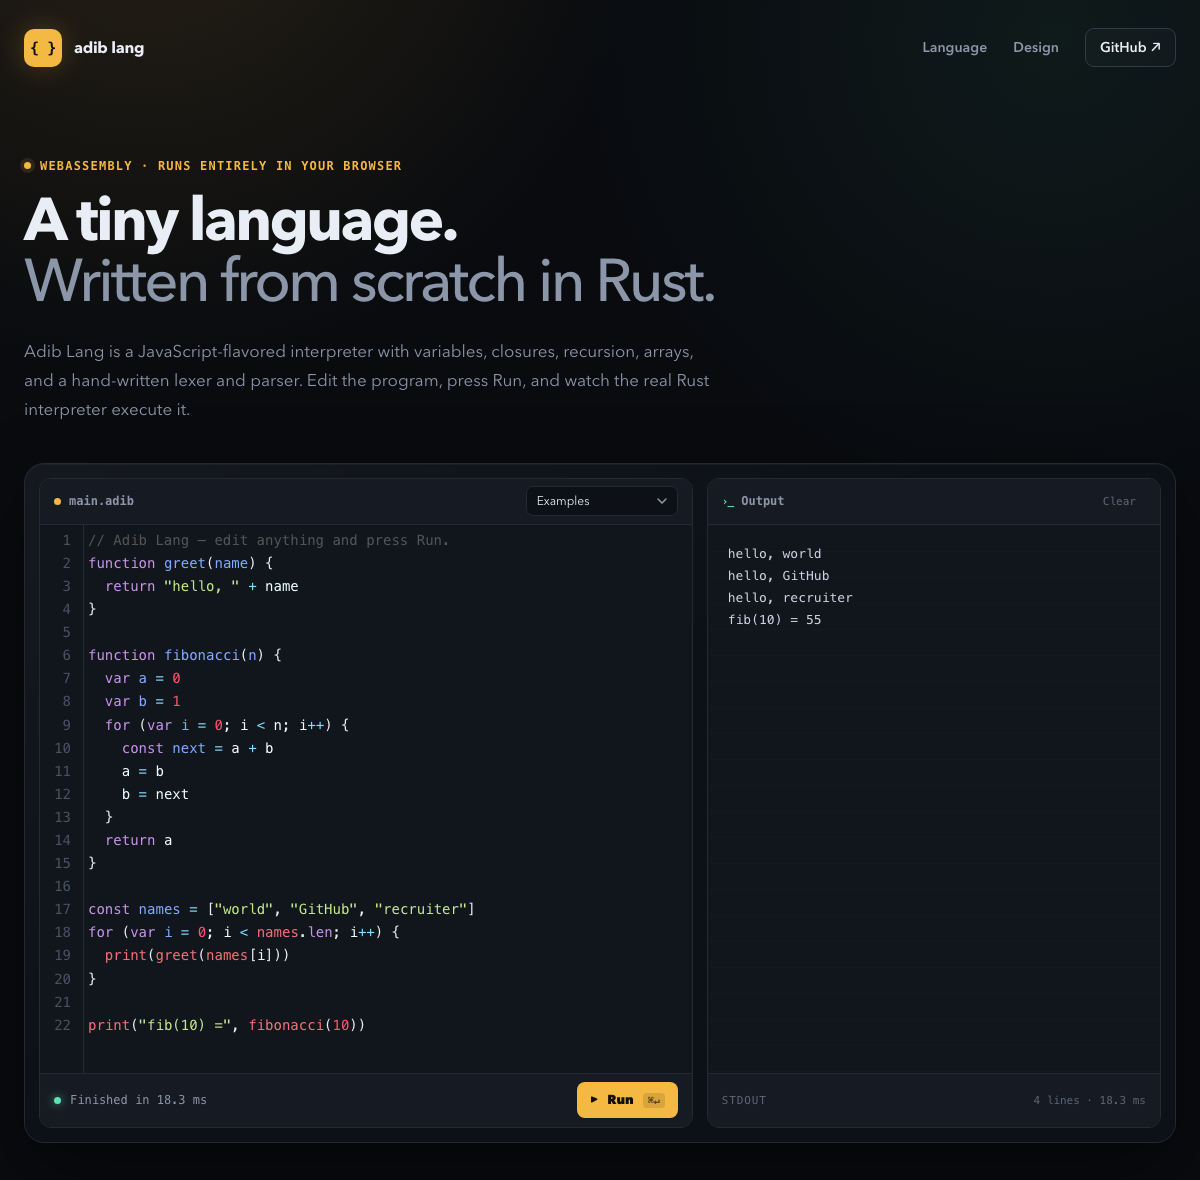 { } adib lang
Language Design GitHub ↗
WEBASSEMBLY · RUNS ENTIRELY IN YOUR BROWSER
A tiny language.
Written from scratch in Rust.
Adib Lang is a JavaScript-flavored interpreter with variables, closures, recursion, arrays,
and a hand-written lexer and parser. Edit the program, press Run, and watch the real Rust
interpreter execute it.
main.adib
Examples
1 // Adib Lang — edit anything and press Run.
2 function greet(name) {
3   return "hello, " + name
4 }
5
6 function fibonacci(n) {
7   var a = 0
8   var b = 1
9   for (var i = 0; i < n; i++) {
10     const next = a + b
11     a = b
12     b = next
13   }
14   return a
15 }
16
17 const names = ["world", "GitHub", "recruiter"]
18 for (var i = 0; i < names.len; i++) {
19   print(greet(names[i]))
20 }
21
22 print("fib(10) =", fibonacci(10))
Finished in 18.3 ms
▶ Run ⌘↵
›_ Output
Clear
hello, world
hello, GitHub
hello, recruiter
fib(10) = 55
STDOUT
4 lines · 18.3 ms